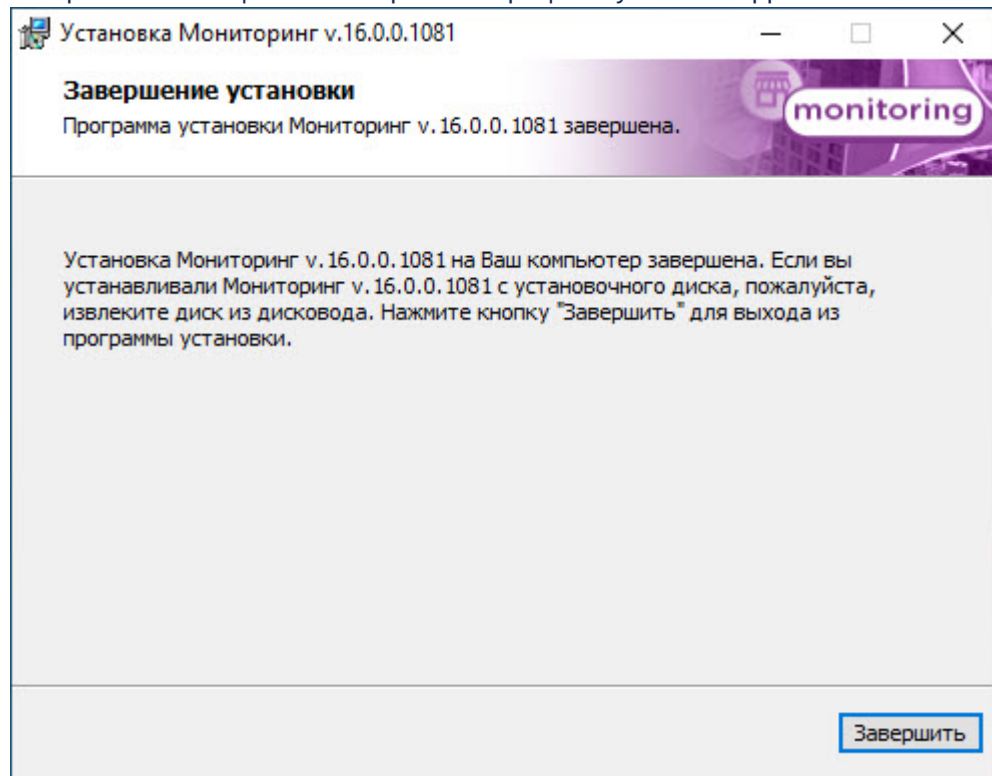 Установка Мониторинг v.16.0.0.1081
Завершение установки
Программа установки Мониторинг v.16.0.0.1081 завершена.
monitoring
Установка Мониторинг v.16.0.0.1081 на Ваш компьютер завершена. Если вы
устанавливали Мониторинг v.16.0.0.1081 с установочного диска, пожалуйста,
извлеките диск из дисковода. Нажмите кнопку "Завершить" для выхода из
программы установки.
Завершить